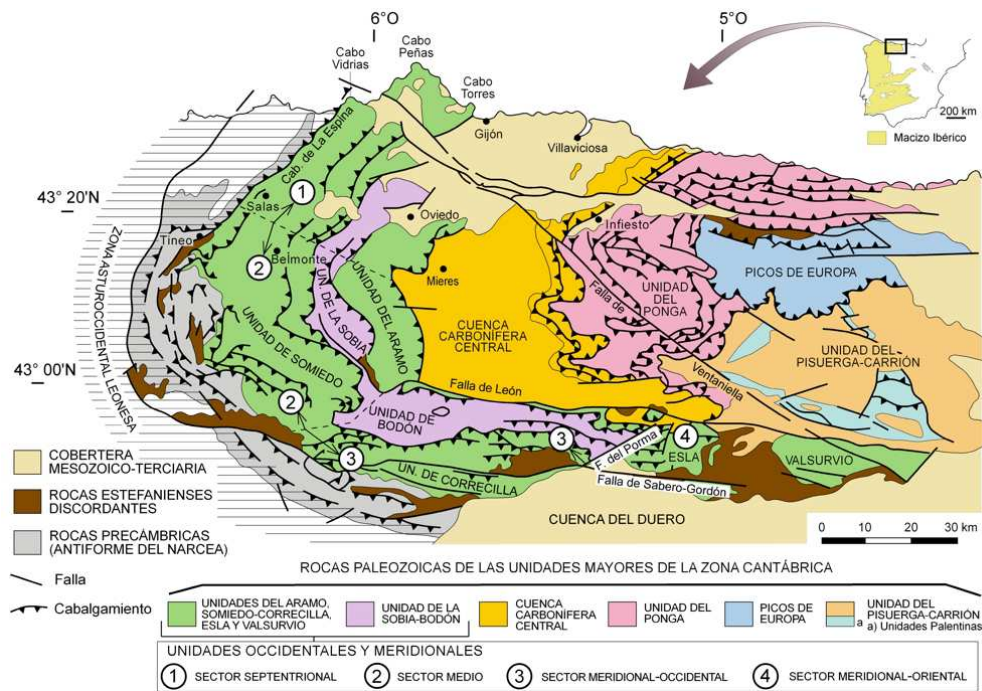 6°O
5°O
Cabo
Vidrias
Cabo
Peñas
Cabo
Torres
Gijón
Villaviciosa
200 km
Macizo Ibérico
43° 20'N
Cab. de La Espina
1
Salas
Oviedo
Infiesto
Tineo
2
Belmonte
Mieres
ZONA ASTUROCCIDENTAL LEONESA
UN. DE LA SOBIA
UNIDAD DEL ARAMO
CUENCA
CARBONÍFERA
CENTRAL
UNIDAD
DEL
PONGA
Falla de
Ventaniella
PICOS DE EUROPA
UNIDAD DEL
PISUERGA-CARRIÓN
43° 00'N
UNIDAD DE SOMIEDO
Falla de León
2
UNIDAD DE
BODÓN
3
3
4
F. del Porma
ESLA
VALSURVIO
UN. DE CORRECILLA
Falla de Sabero-Gordón
CUENCA DEL DUERO
COBERTERA
MESOZOICO-TERCIARIA
ROCAS ESTEFANIENSES
DISCORDANTES
ROCAS PRECÁMBRICAS
(ANTIFORME DEL NARCEA)
Falla
Cabalgamiento
0 10 20 30 km
ROCAS PALEOZOICAS DE LAS UNIDADES MAYORES DE LA ZONA CANTÁBRICA
UNIDADES DEL ARAMO,
SOMIEDO-CORRECILLA,
ESLA Y VALSURVIO
UNIDAD DE LA
SOBIA-BODÓN
CUENCA
CARBONÍFERA
CENTRAL
UNIDAD DEL
PONGA
PICOS DE
EUROPA
UNIDAD DEL
PISUERGA-CARRIÓN
a a) Unidades Palentinas
UNIDADES OCCIDENTALES Y MERIDIONALES
1 SECTOR SEPTENTRIONAL 2 SECTOR MEDIO 3 SECTOR MERIDIONAL-OCCIDENTAL 4 SECTOR MERIDIONAL-ORIENTAL